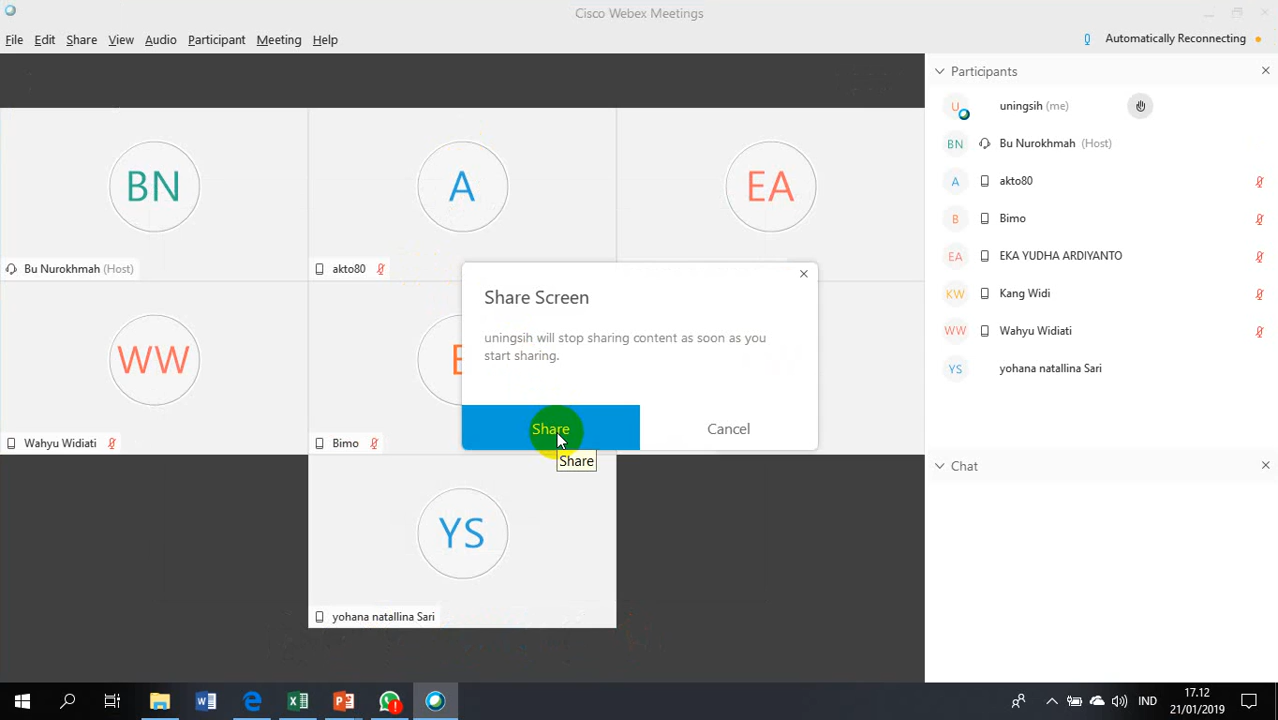 Cisco Webex Meetings
File Edit Share View Audio Participant Meeting Help
Automatically Reconnecting
BN
Bu Nurokhmah (Host)
A
akto80
EA
WW
Wahyu Widiati
Bimo
YS
yohana natallina Sari
Share Screen
uningsih will stop sharing content as soon as you
start sharing.
Share
Cancel
Share
Participants
U uningsih (me)
BN Bu Nurokhmah (Host)
A akto80
B Bimo
EA EKA YUDHA ARDIYANTO
KW Kang Widi
WW Wahyu Widiati
YS yohana natallina Sari
Chat
IND
17.12
21/01/2019